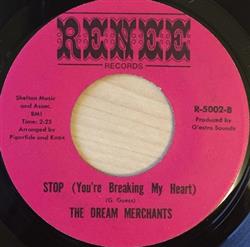 RENEE
RECORDS
Shelton Music
and Assoc.
BMI
Time: 2:25
Arranged by
Pipertide and Knox
R-5002-B
Produced by
G'estra Sounds
STOP (You're Breaking My Heart)
(G. Guess)
THE DREAM MERCHANTS